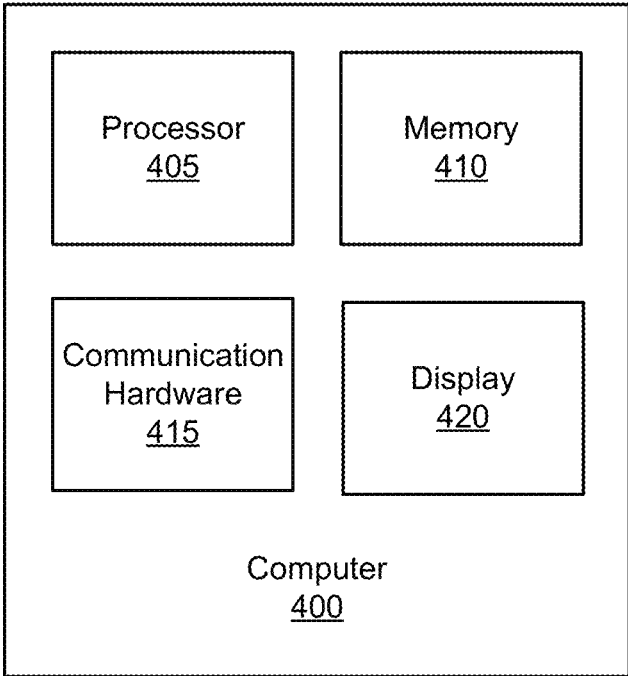 Processor
405
Memory
410
Communication
Hardware
415
Display
420
Computer
400